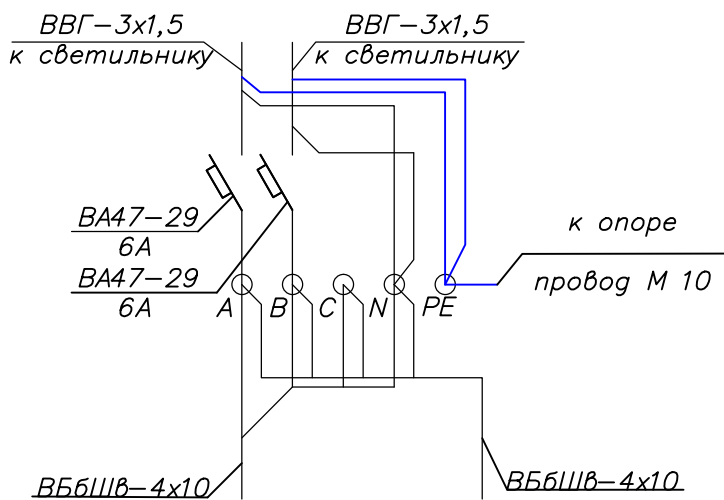 ВВГ-3х1,5
к светильнику
ВВГ-3х1,5
к светильнику
ВА47-29
6А
ВА47-29
6А
A B C N PE
к опоре
провод М 10
ВБбШв-4х10
ВБбШв-4х10